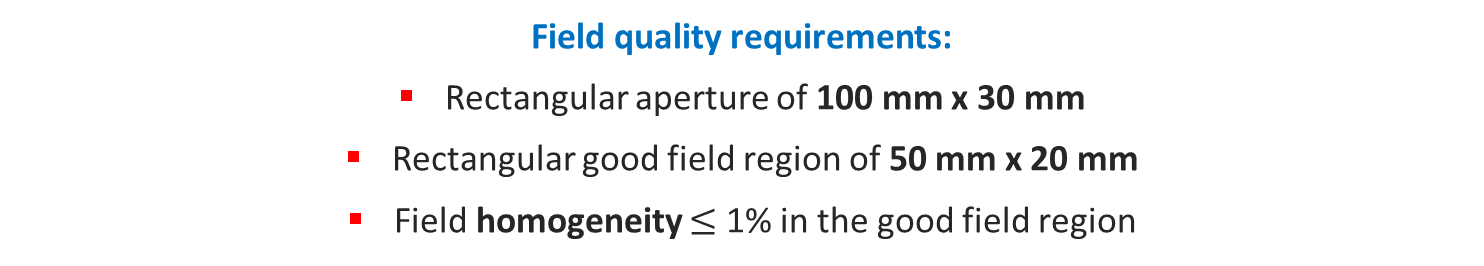 Field quality requirements:
▪ Rectangular aperture of 100 mm x 30 mm
▪ Rectangular good field region of 50 mm x 20 mm
▪ Field homogeneity ≤ 1% in the good field region